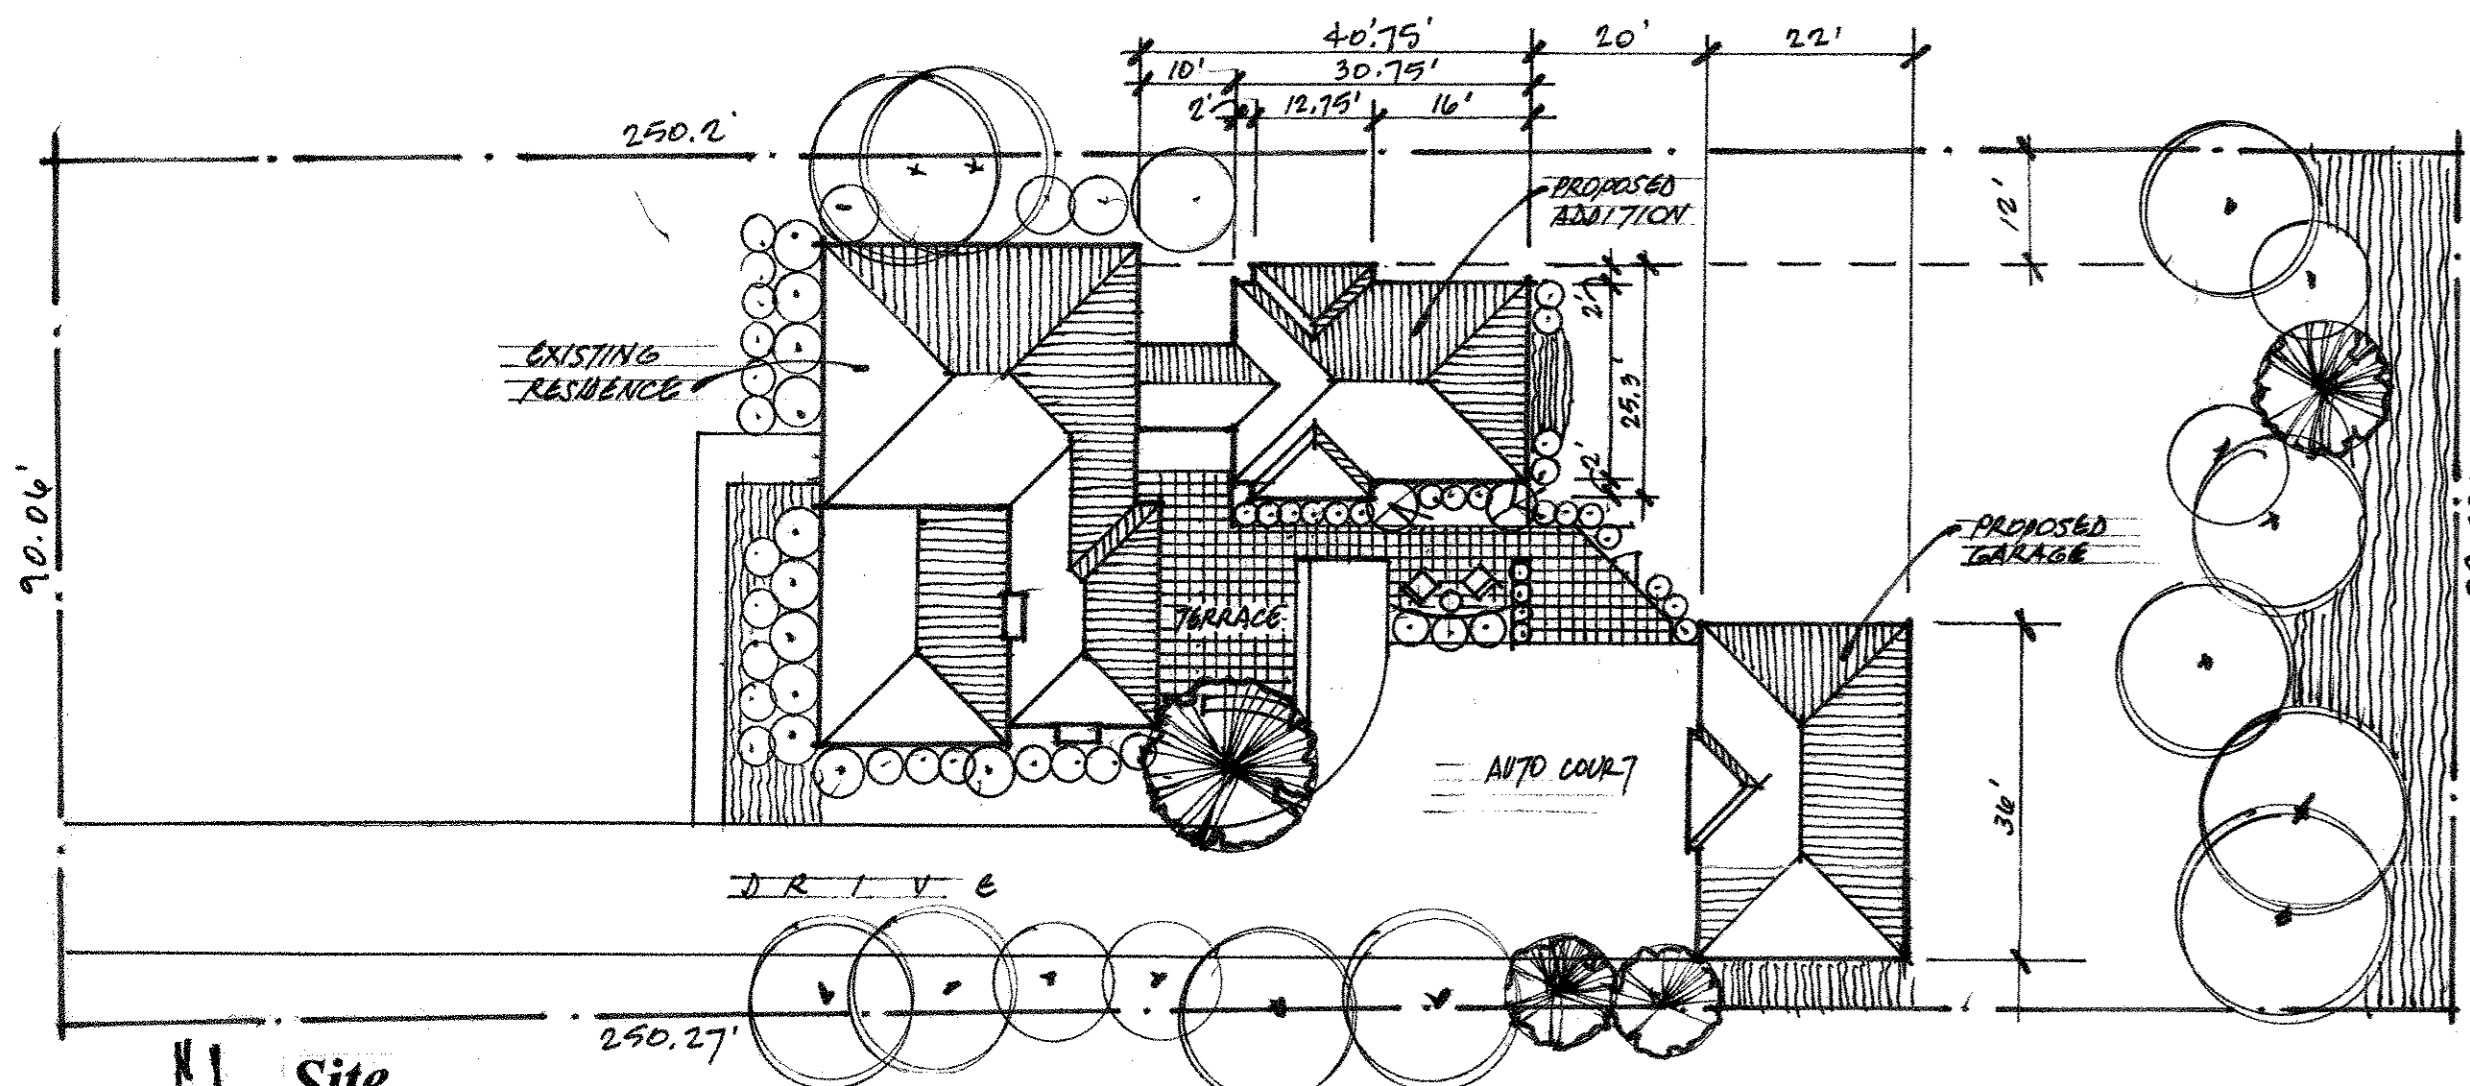 40.75' 20' 22'
10' 30.75'
2' 12.75' 16'
250.2'
PROPOSED
ADDITION
12'
EXISTING
RESIDENCE
2'
25.3'
2'
90.06'
PROPOSED
GARAGE
TERRACE
AUTO COURT
36'
DRIVE
250.27'
Site